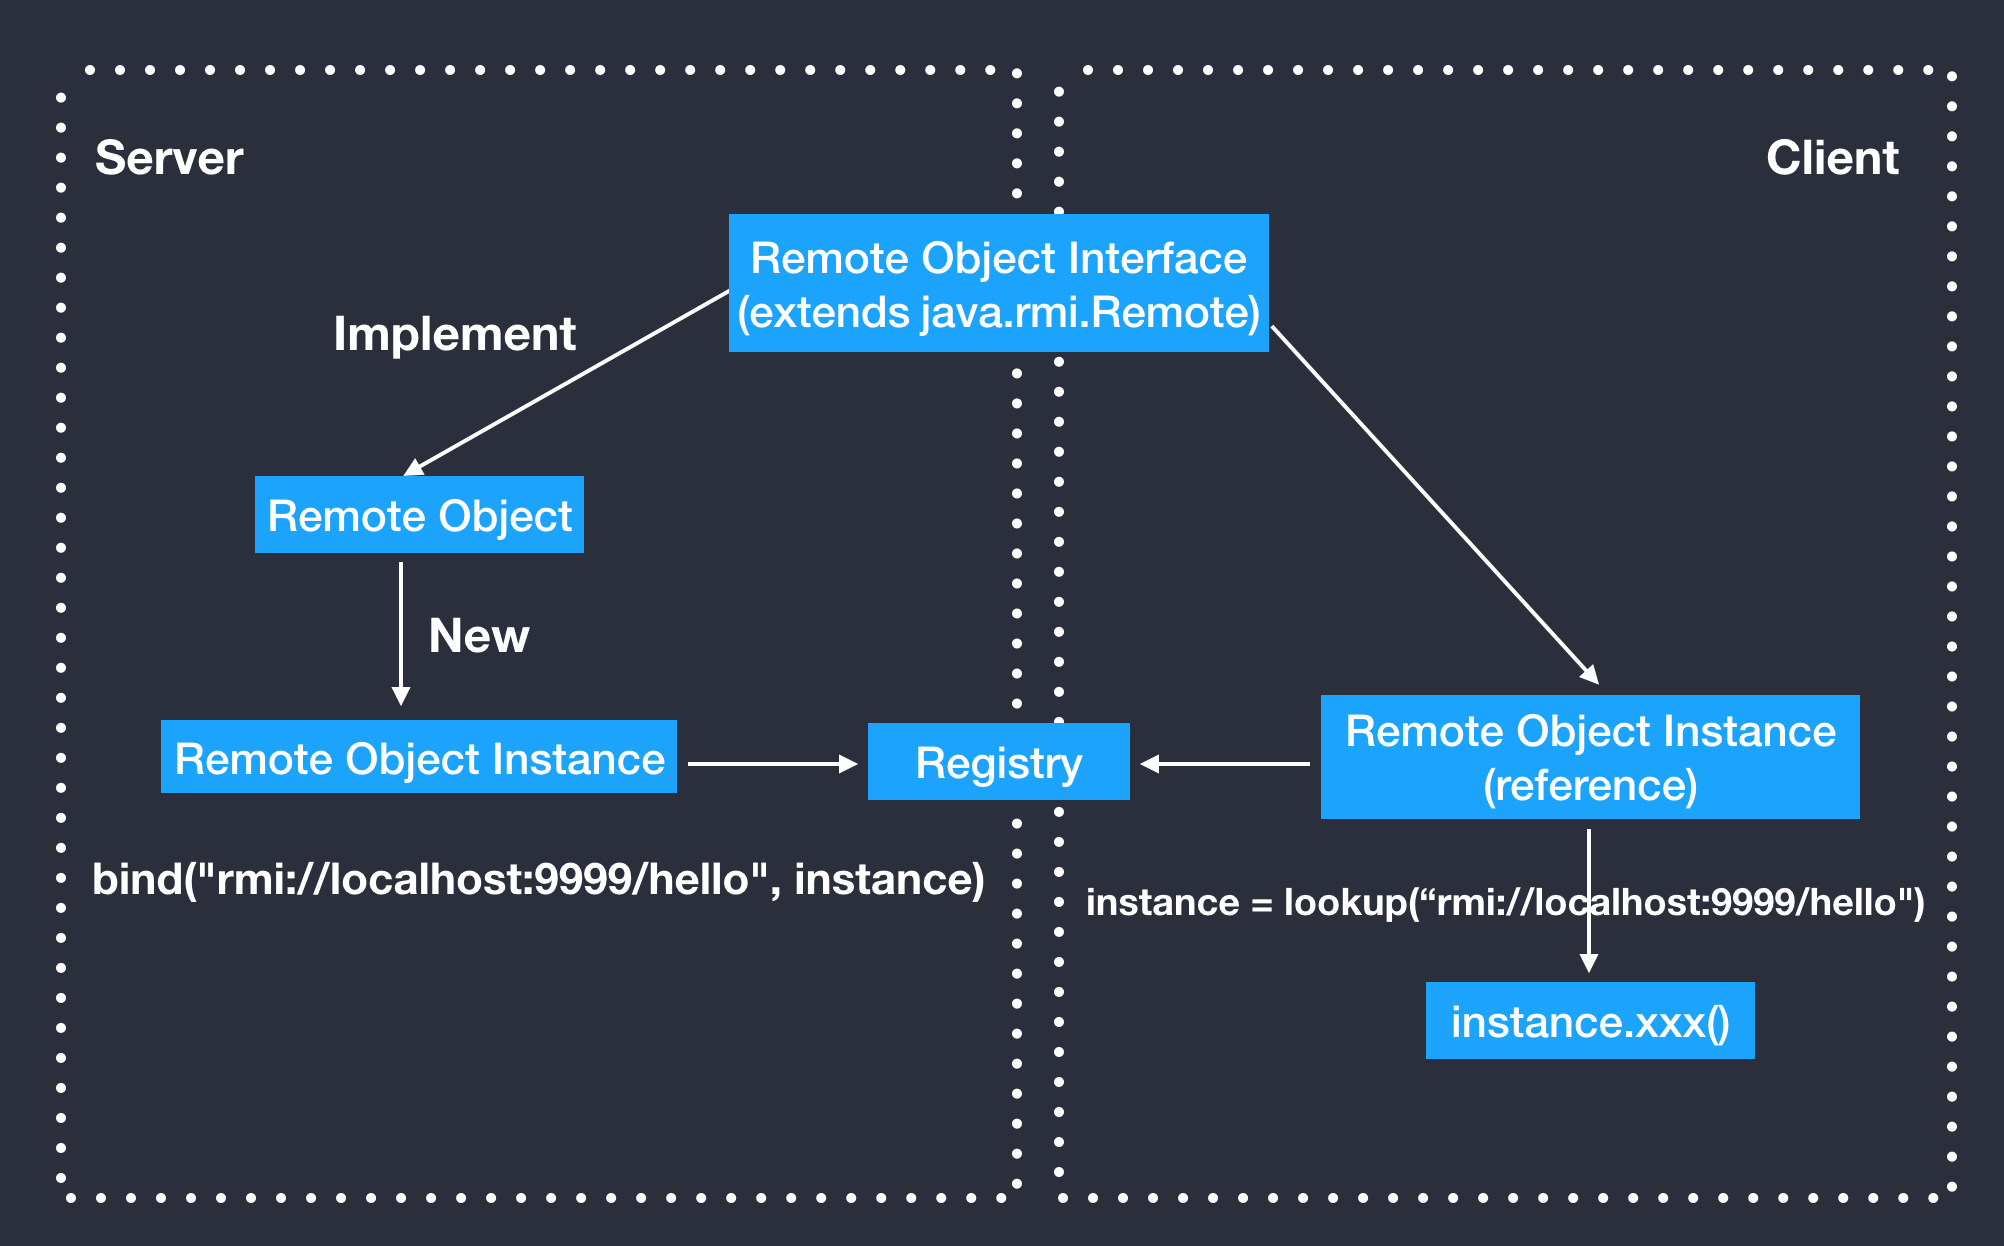 Server
Client
Remote Object Interface
(extends java.rmi.Remote)
Implement
Remote Object
New
Remote Object Instance
Registry
Remote Object Instance
(reference)
bind("rmi://localhost:9999/hello", instance)
instance = lookup(“rmi://localhost:9999/hello")
instance.xxx()